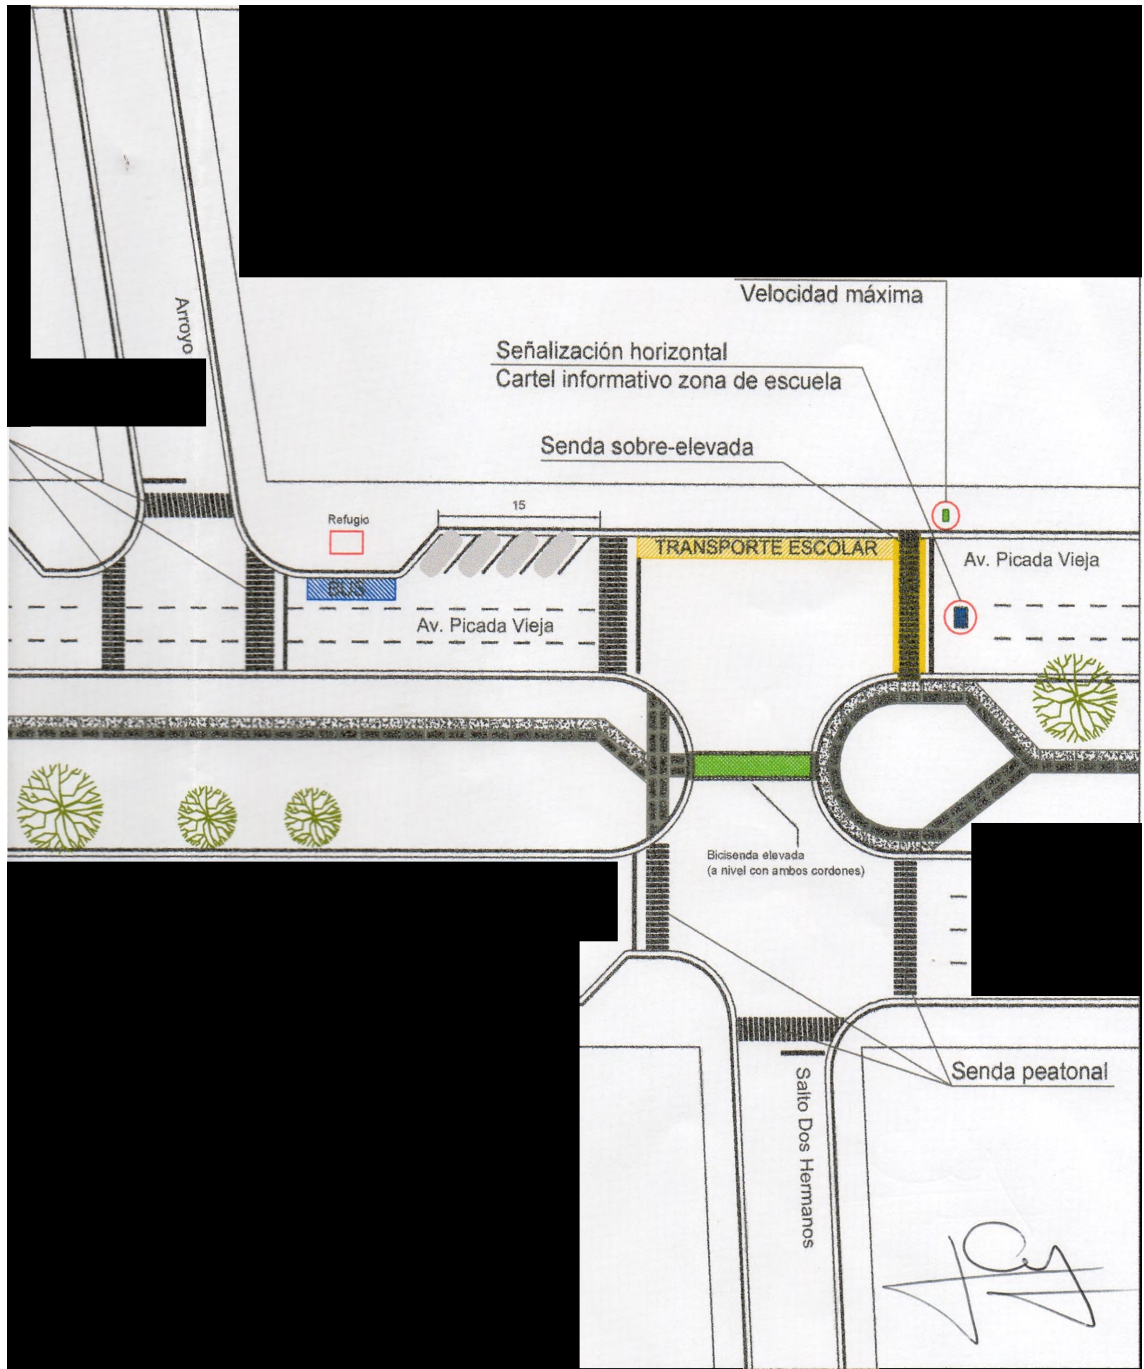 Velocidad máxima
Arroyo
Señalización horizontal
Cartel informativo zona de escuela
Senda sobre-elevada
15
Refugio
TRANSPORTE ESCOLAR
Av. Picada Vieja
BUS
Av. Picada Vieja
Bicisenda elevada
(a nivel con ambos cordones)
Senda peatonal
Salto Dos Hermanos